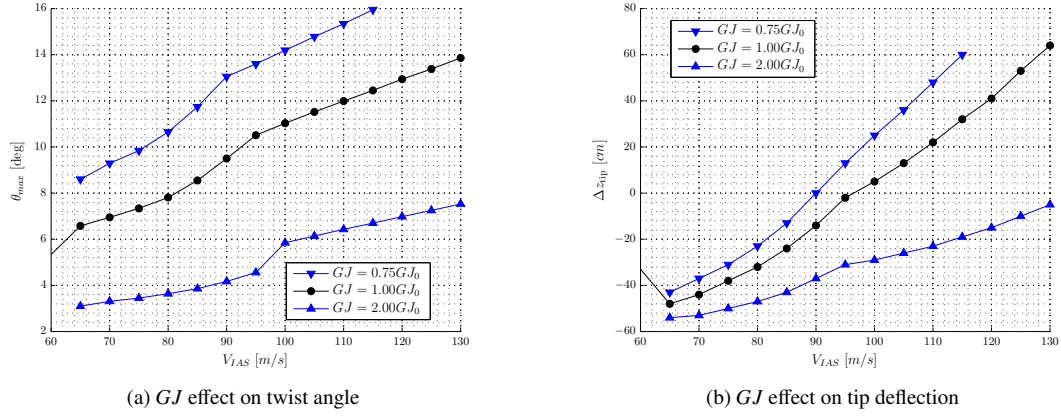 16
14
12
10
8
6
4
2
θmax [deg]
60 70 80 90 100 110 120 130
V_IAS [m/s]
GJ = 0.75GJ₀
GJ = 1.00GJ₀
GJ = 2.00GJ₀
(a) GJ effect on twist angle
80
60
40
20
0
−20
−40
−60
Δz_tip [cm]
60 70 80 90 100 110 120 130
V_IAS [m/s]
GJ = 0.75GJ₀
GJ = 1.00GJ₀
GJ = 2.00GJ₀
(b) GJ effect on tip deflection